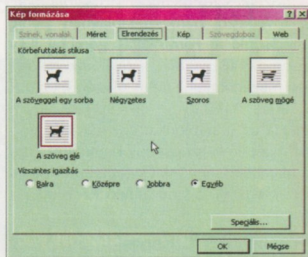 Kép formázása
Színek, vonalak Méret Elrendezés Kép Szövegdoboz Web
Körbefuttatás stílusa
A szöveggel egy sorba Négyzetes Szoros A szöveg mögé
A szöveg elé
Vízszintes igazítás
Balra Középre Jobbra Egyéb
Speciális...
OK Mégse